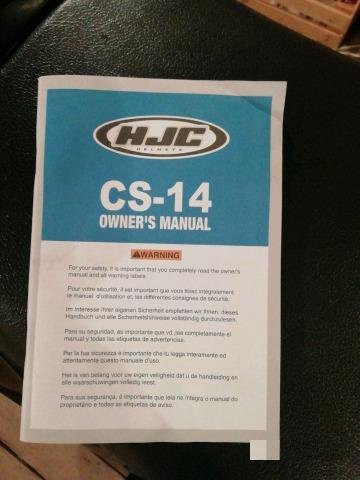 HJC
HELMETS
CS-14
OWNER'S MANUAL
WARNING
For your safety, it is important that you completely read the owner's
manual and all warning labels.
Pour votre sécurité, il est important que vous lisiez intégralement
le manuel d'utilisation et, les différentes consignes de sécurité.
Im Interesse Ihrer eigenen Sicherheit empfehlen wir Ihnen, dieses
Handbuch und alle Sicherheitshinweise vollständig durchzulesen.
Para su seguridad, es importante que vd. lea completamente el
manual y todas las etiquetas de advertencias.
Per la tua sicurezza è importante che tu legga interamente ed
attentamente questo manuale d'uso.
Het is van belang voor uw eigen veiligheid dat u de handleiding en
alle waarschuwingen volledig leest.
Para sua segurança, é importante que leia na íntegra o manual do
proprietário e todas as etiquetas de aviso.